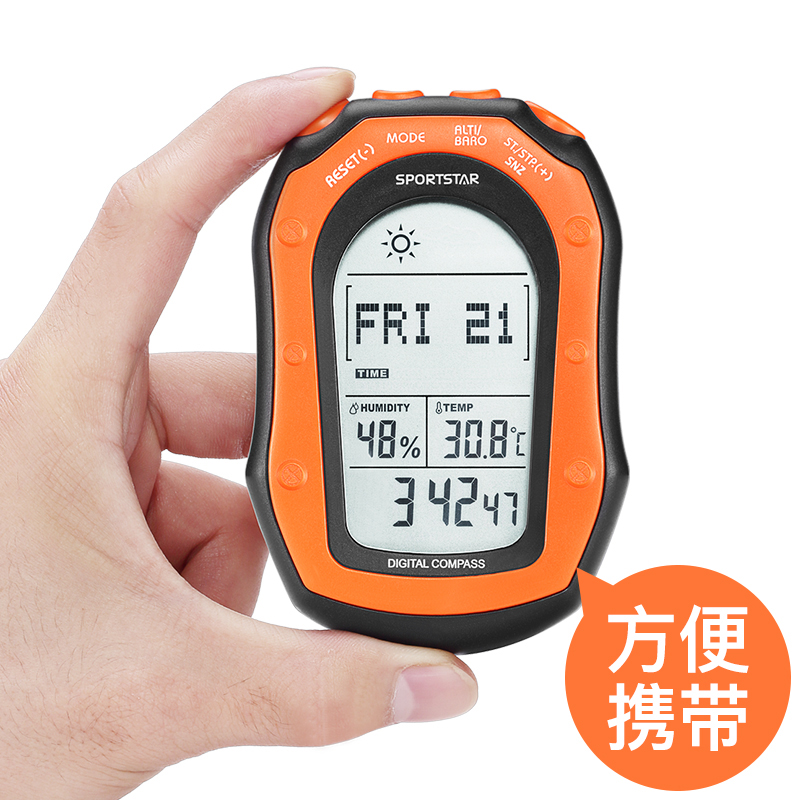 RESET(-)
MODE
ALTI/
BARO
ST/STP.(+)
SNZ
SPORTSTAR
FRI 21
TIME
HUMIDITY
TEMP
48%
30.8°C
3 42 47
DIGITAL COMPASS
方便
携带